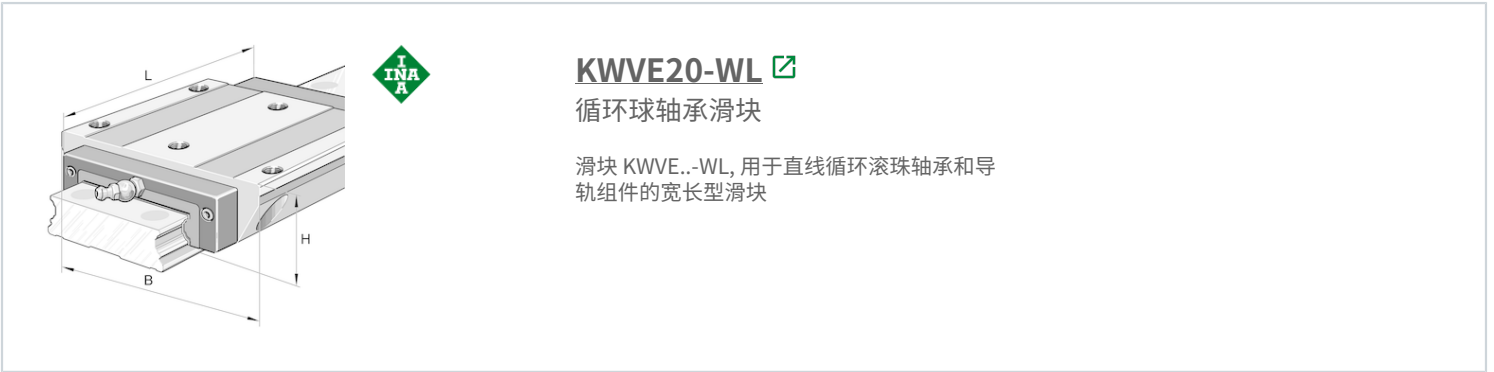 L
H
B
I
INA
A
KWVE20-WL
循环球轴承滑块
滑块 KWVE..-WL, 用于直线循环滚珠轴承和导
轨组件的宽长型滑块